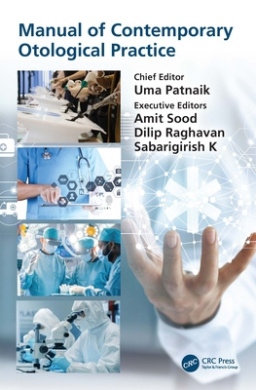 Manual of Contemporary
Otological Practice
Chief Editor
Uma Patnaik
Executive Editors
Amit Sood
Dilip Raghavan
Sabarigirish K
CRC Press
Taylor & Francis Group